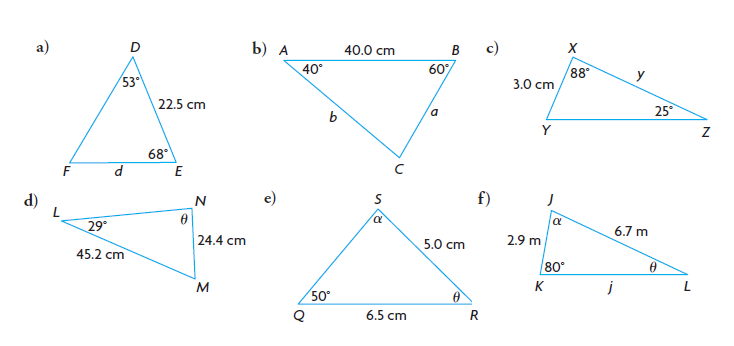 a) D 53° 22.5 cm 68° F d E
b) A 40.0 cm B 40° 60° b a C
c) X 88° y 3.0 cm 25° Y Z
d) L N 29° θ 24.4 cm 45.2 cm M
e) S α 5.0 cm 50° θ Q 6.5 cm R
f) J α 6.7 m 2.9 m 80° θ K j L